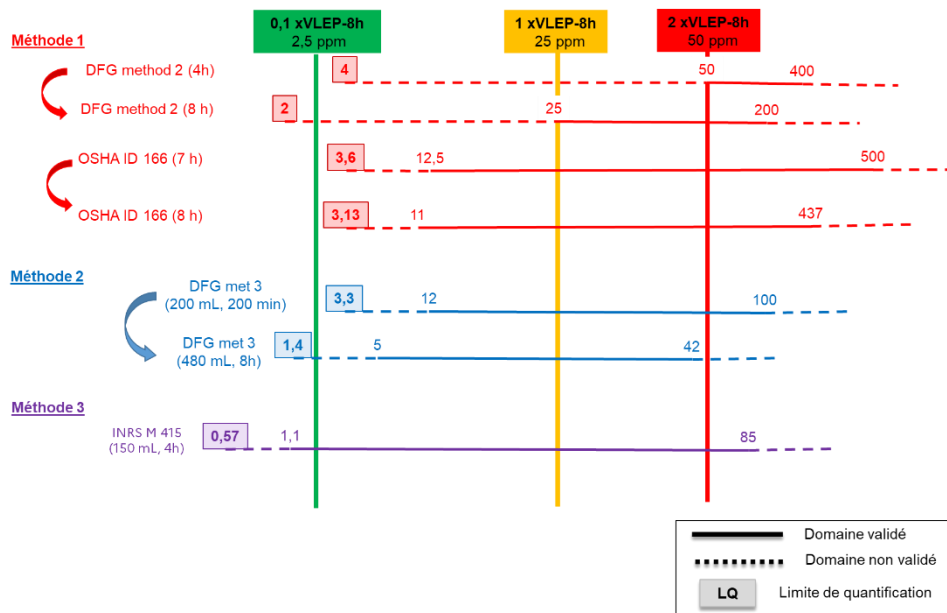 0,1 xVLEP-8h
2,5 ppm
1 xVLEP-8h
25 ppm
2 xVLEP-8h
50 ppm
Méthode 1
DFG method 2 (4h)
4
50
400
DFG method 2 (8 h)
2
25
200
OSHA ID 166 (7 h)
3,6
12,5
500
OSHA ID 166 (8h)
3,13
11
437
Méthode 2
DFG met 3
(200 mL, 200 min)
3,3
12
100
DFG met 3
(480 mL, 8h)
1,4
5
42
Méthode 3
INRS M 415
(150 mL, 4h)
0,57
1,1
85
Domaine validé
Domaine non validé
LQ
Limite de quantification